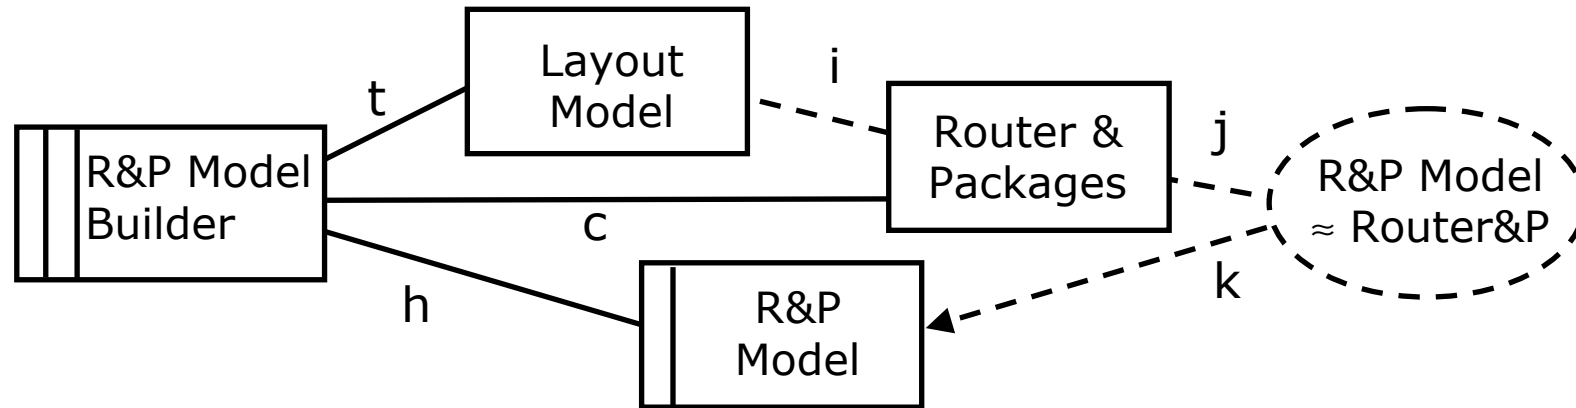 t
Layout
Model
i
R&P Model
Builder
c
Router &
Packages
j
R&P Model
≈ Router&P
h
R&P
Model
k